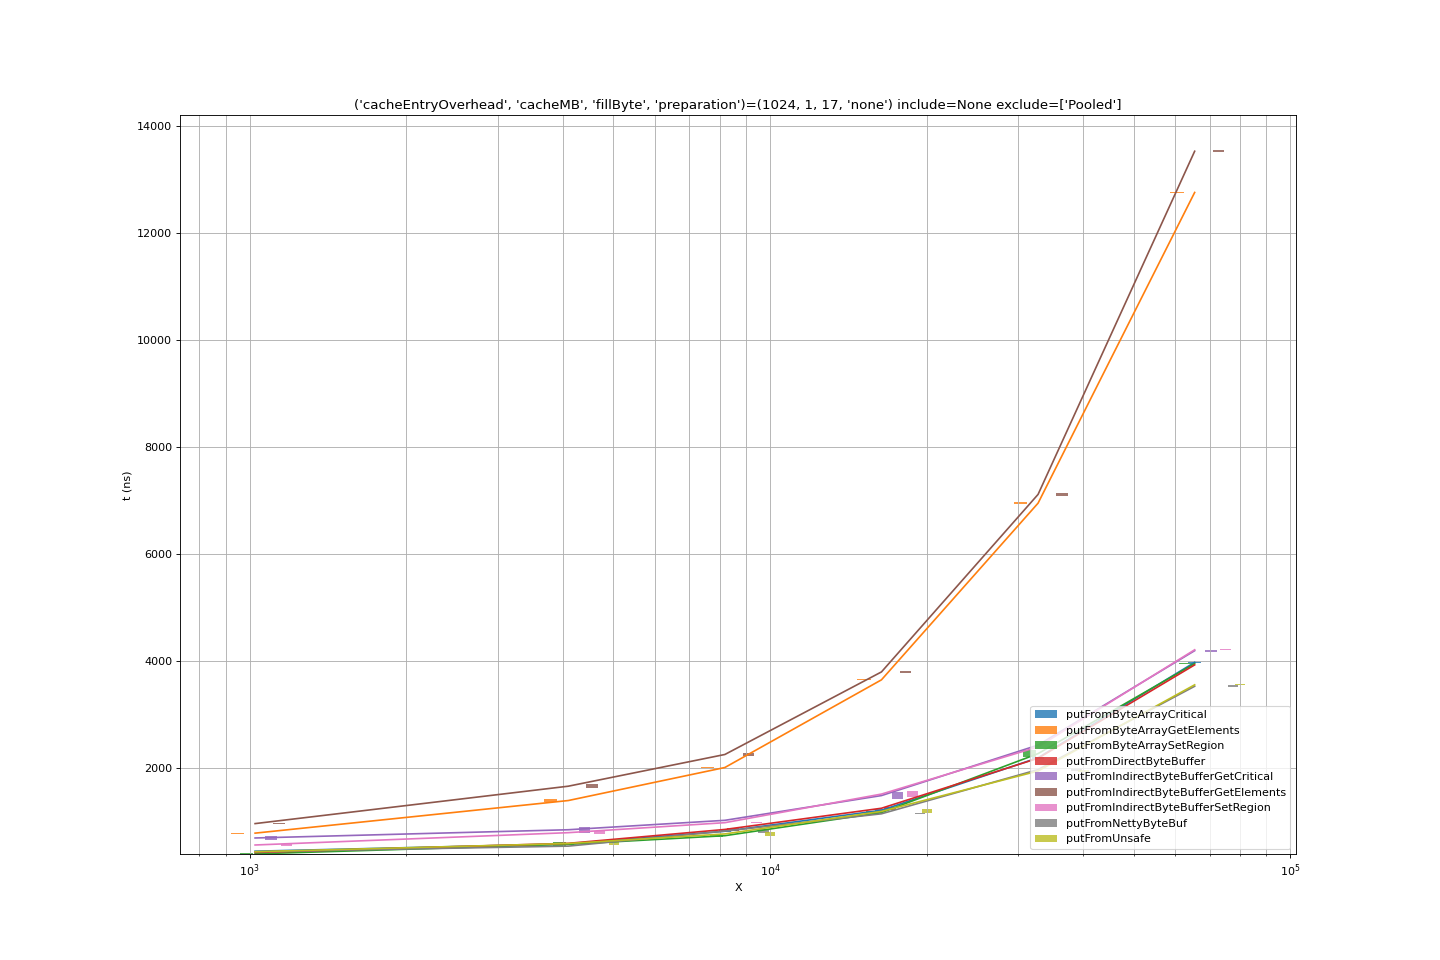 ('cacheEntryOverhead', 'cacheMB', 'fillByte', 'preparation')=(1024, 1, 17, 'none') include=None exclude=['Pooled']
14000
12000
10000
8000
6000
4000
2000
t (ns)
10³
10⁴
10⁵
X
putFromByteArrayCritical
putFromByteArrayGetElements
putFromByteArraySetRegion
putFromDirectByteBuffer
putFromIndirectByteBufferGetCritical
putFromIndirectByteBufferGetElements
putFromIndirectByteBufferSetRegion
putFromNettyByteBuf
putFromUnsafe